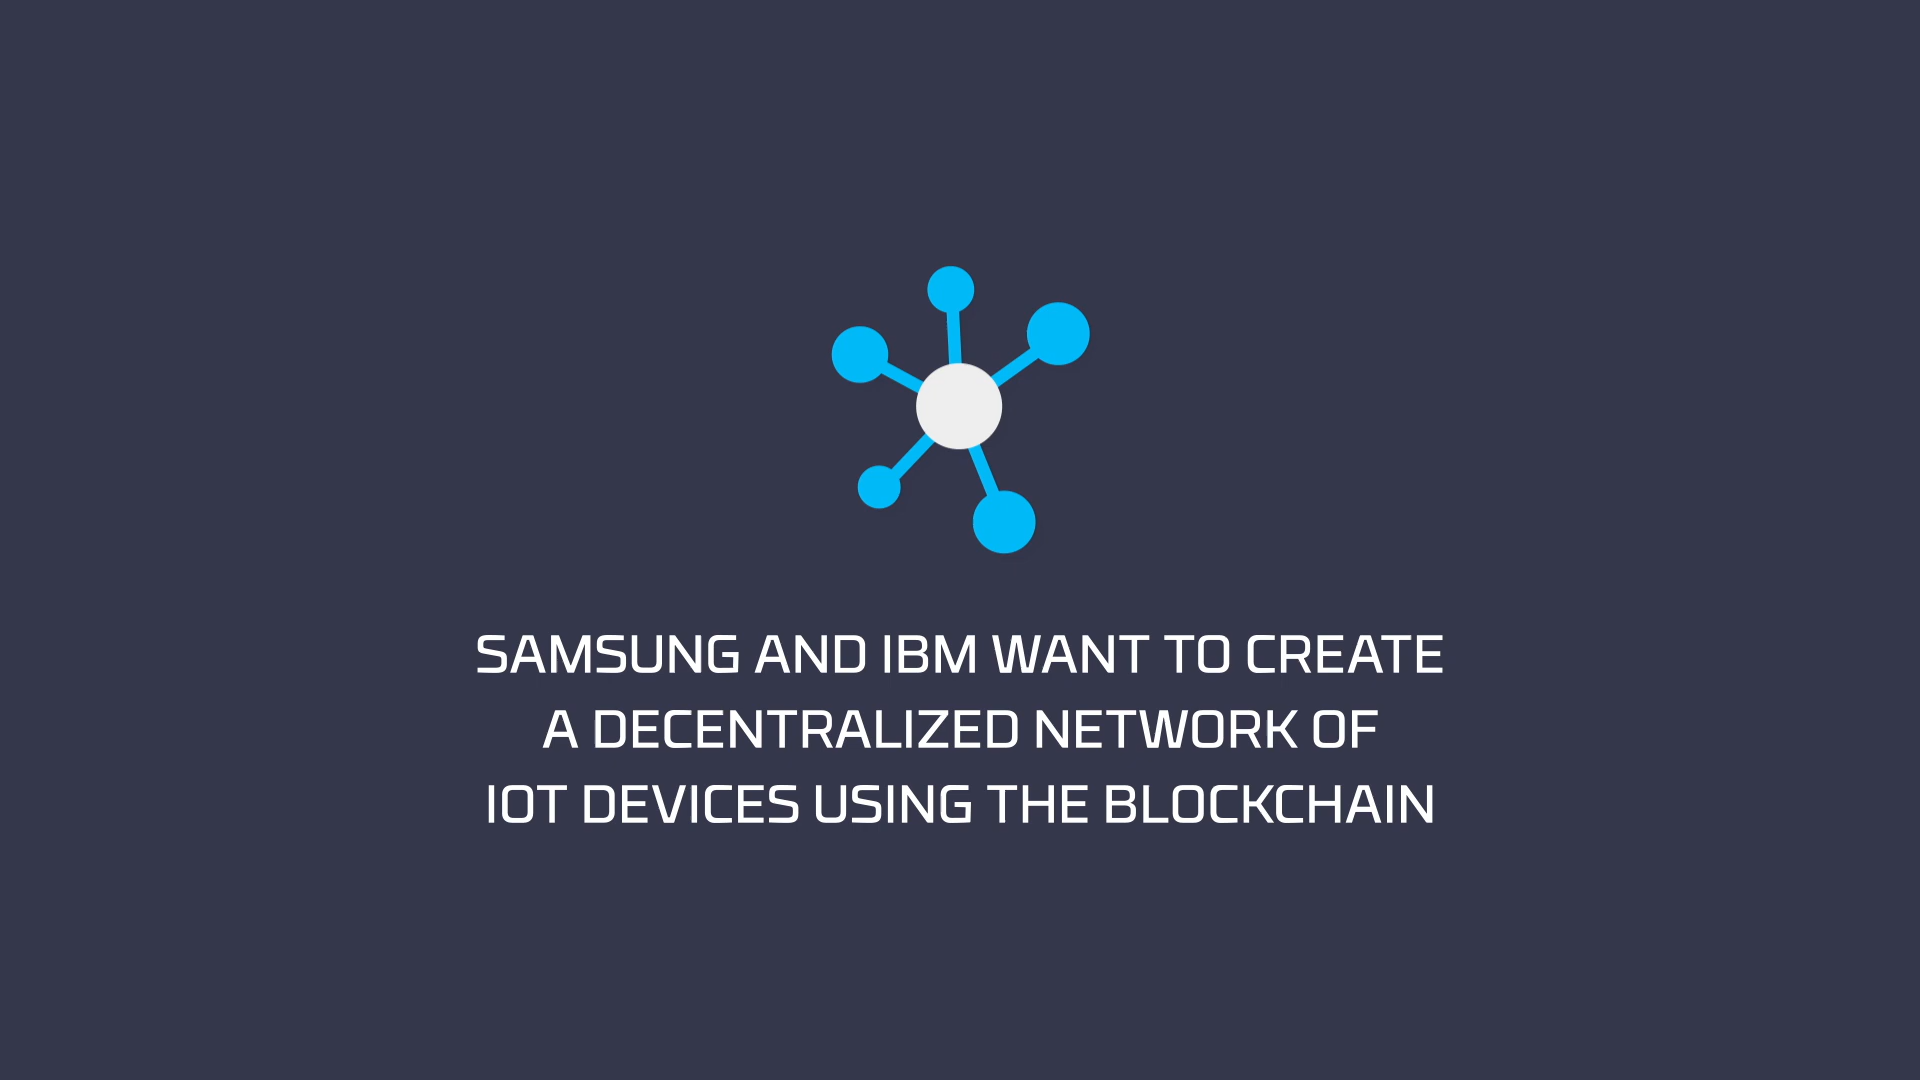 SAMSUNG AND IBM WANT TO CREATE
A DECENTRALIZED NETWORK OF
IOT DEVICES USING THE BLOCKCHAIN